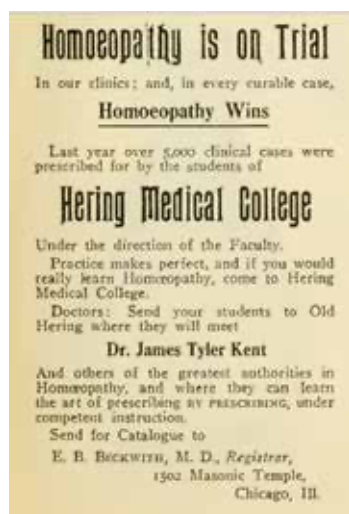 Homoeopathy is on Trial
In our clinics; and, in every curable case,
Homoeopathy Wins
Last year over 5,000 clinical cases were
prescribed for by the students of
Hering Medical College
Under the direction of the Faculty.
Practice makes perfect, and if you would
really learn Homœopathy, come to Hering
Medical College.
Doctors: Send your students to Old
Hering where they will meet
Dr. James Tyler Kent
And others of the greatest authorities in
Homœopathy, and where they can learn
the art of prescribing BY PRESCRIBING, under
competent instruction.
Send for Catalogue to
E. B. BECKWITH, M. D., Registrar,
1502 Masonic Temple,
Chicago, Ill.